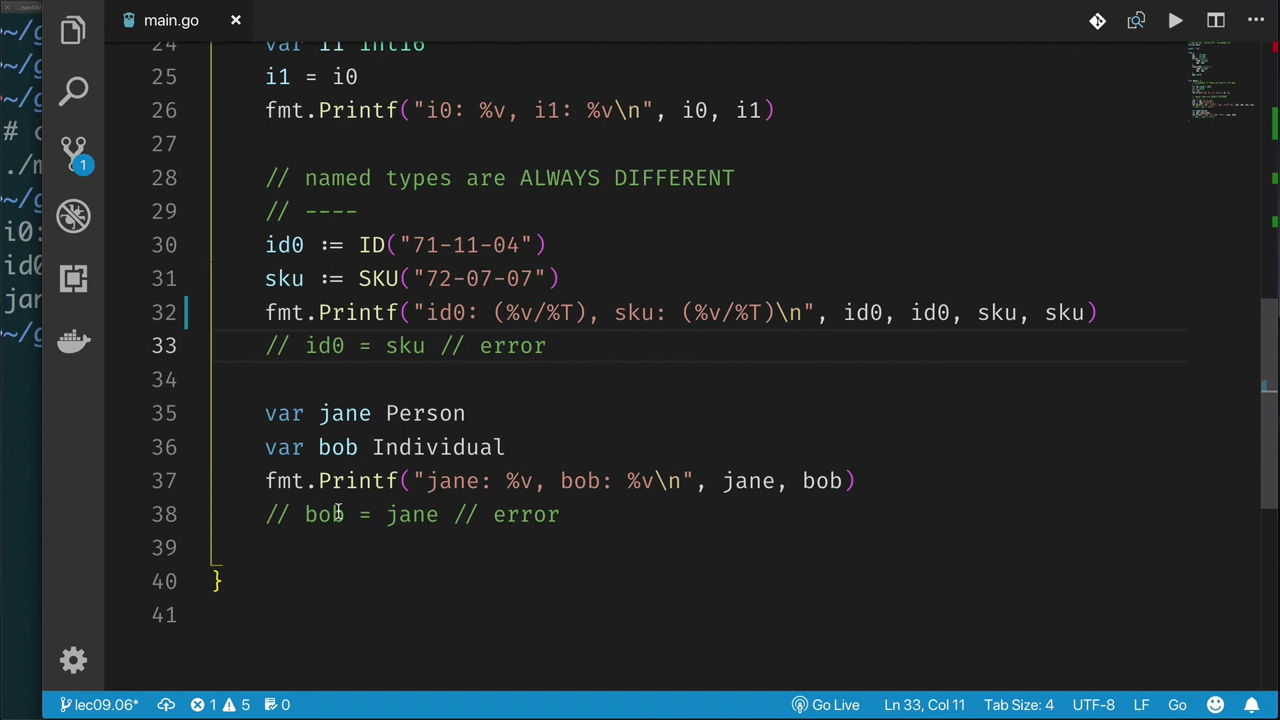 main.go
24 var i1 int16
25 i1 = i0
26 fmt.Printf("i0: %v, i1: %v\n", i0, i1)
27
28 // named types are ALWAYS DIFFERENT
29 // ----
30 id0 := ID("71-11-04")
31 sku := SKU("72-07-07")
32 fmt.Printf("id0: (%v/%T), sku: (%v/%T)\n", id0, id0, sku, sku)
33 // id0 = sku // error
34
35 var jane Person
36 var bob Individual
37 fmt.Printf("jane: %v, bob: %v\n", jane, bob)
38 // bob = jane // error
39
40 }
41
~/g
~/g
~/g
# c
./m
~/g
i0:
id0
jan
~/g
1
lec09.06* 1 5 0 Go Live Ln 33, Col 11 Tab Size: 4 UTF-8 LF Go